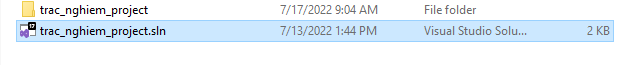 trac_nghiem_project 7/17/2022 9:04 AM File folder
trac_nghiem_project.sln 7/13/2022 1:44 PM Visual Studio Solu... 2 KB